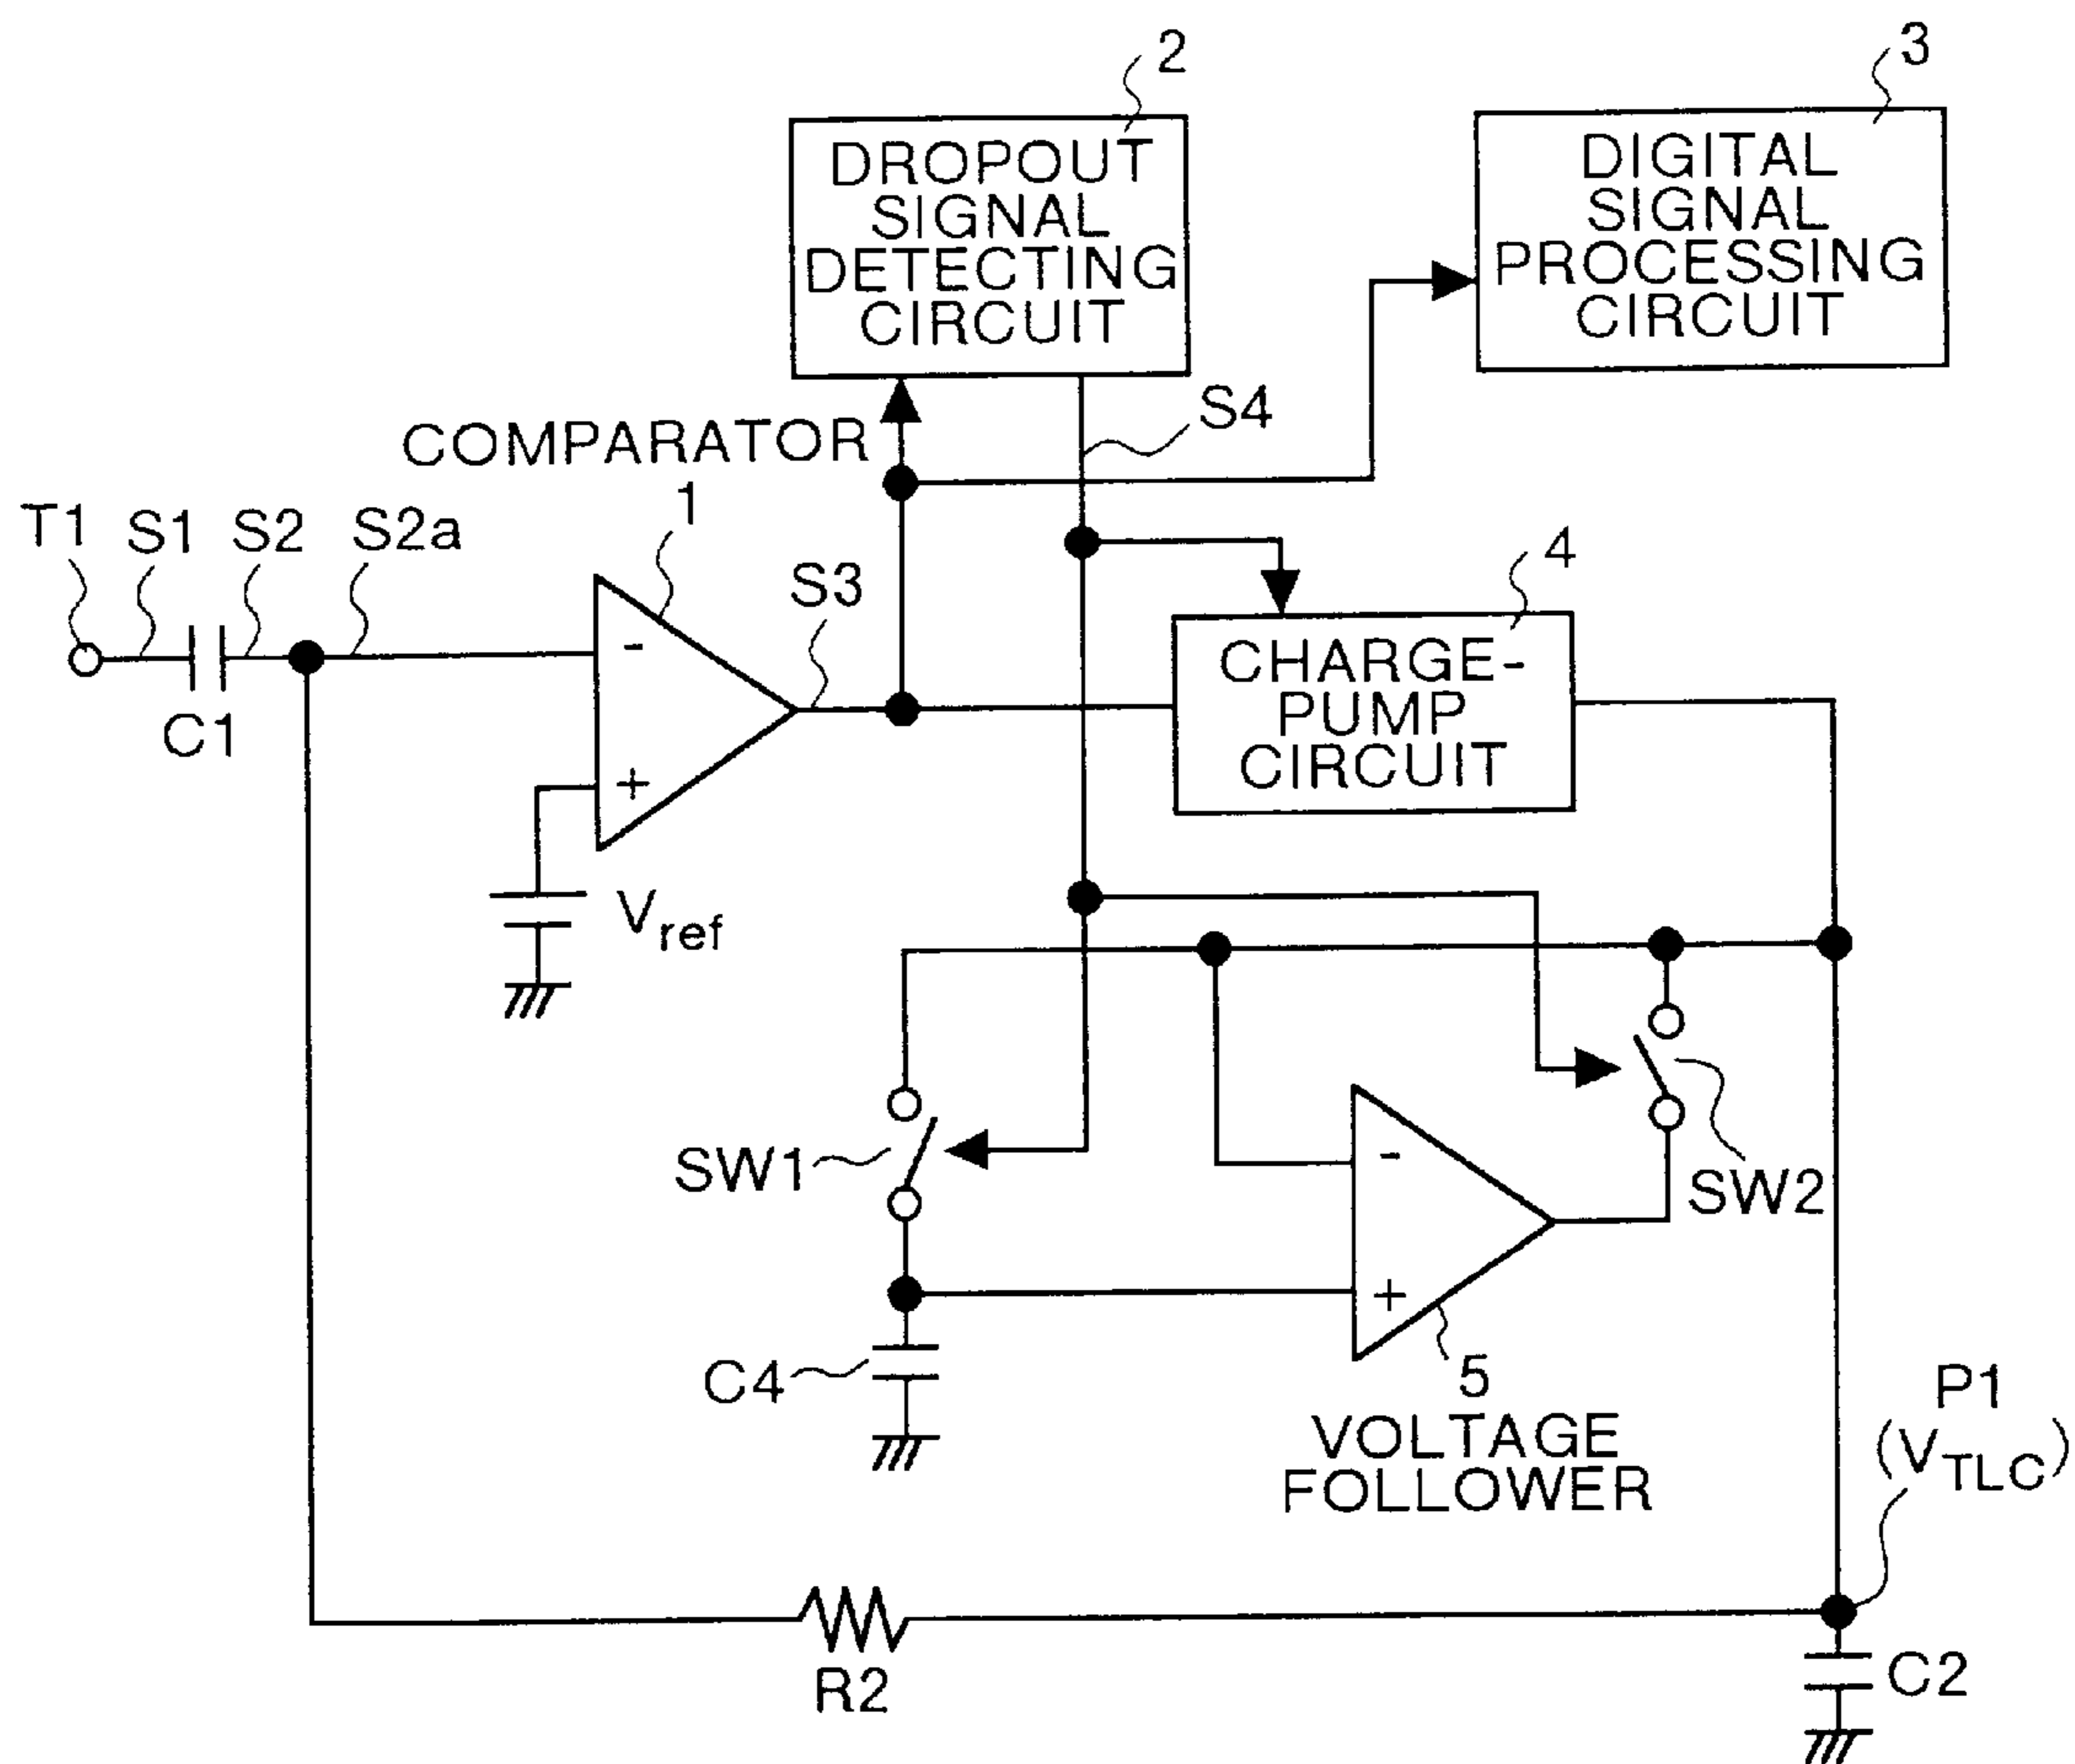 2
3
DROPOUT
SIGNAL
DETECTING
CIRCUIT
DIGITAL
SIGNAL
PROCESSING
CIRCUIT
S4
COMPARATOR
1
T1
S1
S2
S2a
S3
4
-
+
C1
CHARGE-
PUMP
CIRCUIT
Vref
SW1
-
+
SW2
C4
5
VOLTAGE
FOLLOWER
P1
(VTLC)
R2
C2